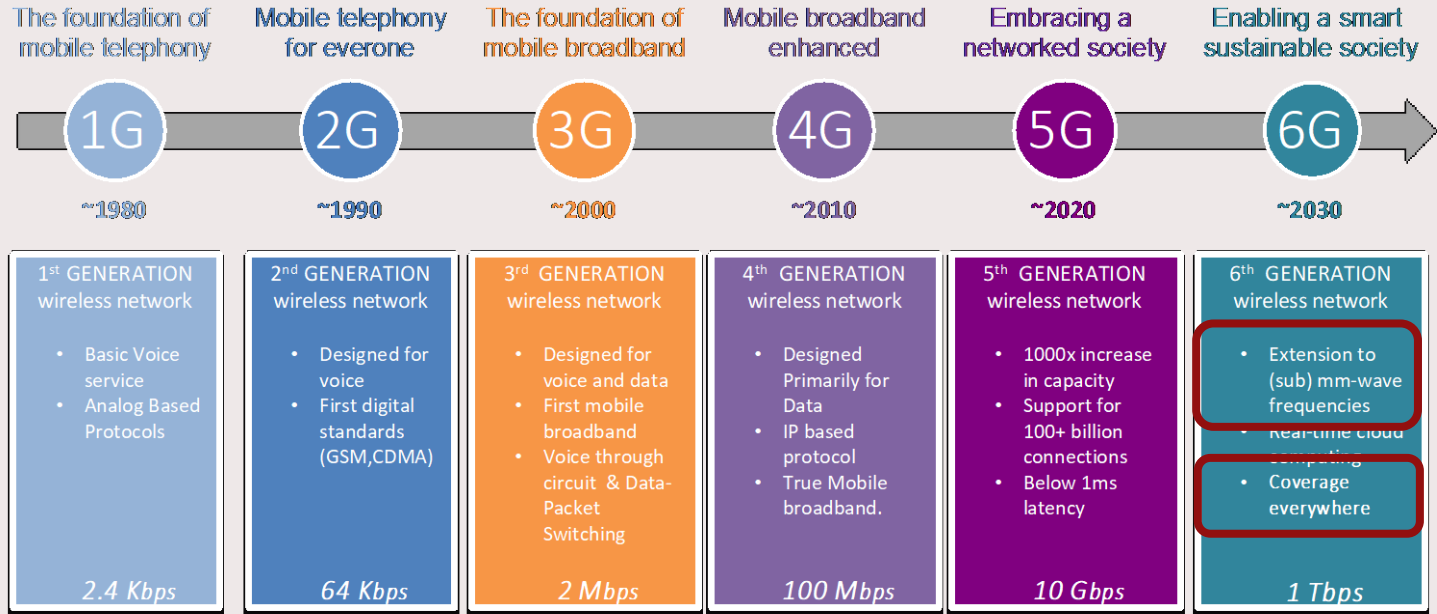 The foundation of
mobile telephony
Mobile telephony
for everone
The foundation of
mobile broadband
Mobile broadband
enhanced
Embracing a
networked society
Enabling a smart
sustainable society
1G
2G
3G
4G
5G
6G
~1980
~1990
~2000
~2010
~2020
~2030
1st GENERATION
wireless network
• Basic Voice
service
• Analog Based
Protocols
2.4 Kbps
2nd GENERATION
wireless network
• Designed for
voice
• First digital
standards
(GSM,CDMA)
64 Kbps
3rd GENERATION
wireless network
• Designed for
voice and data
• First mobile
broadband
• Voice through
circuit & Data-
Packet
Switching
2 Mbps
4th GENERATION
wireless network
• Designed
Primarily for
Data
• IP based
protocol
• True Mobile
broadband.
100 Mbps
5th GENERATION
wireless network
• 1000x increase
in capacity
• Support for
100+ billion
connections
• Below 1ms
latency
10 Gbps
6th GENERATION
wireless network
• Extension to
(sub) mm-wave
frequencies
• Real-time cloud
computing
• Coverage
everywhere
1 Tbps